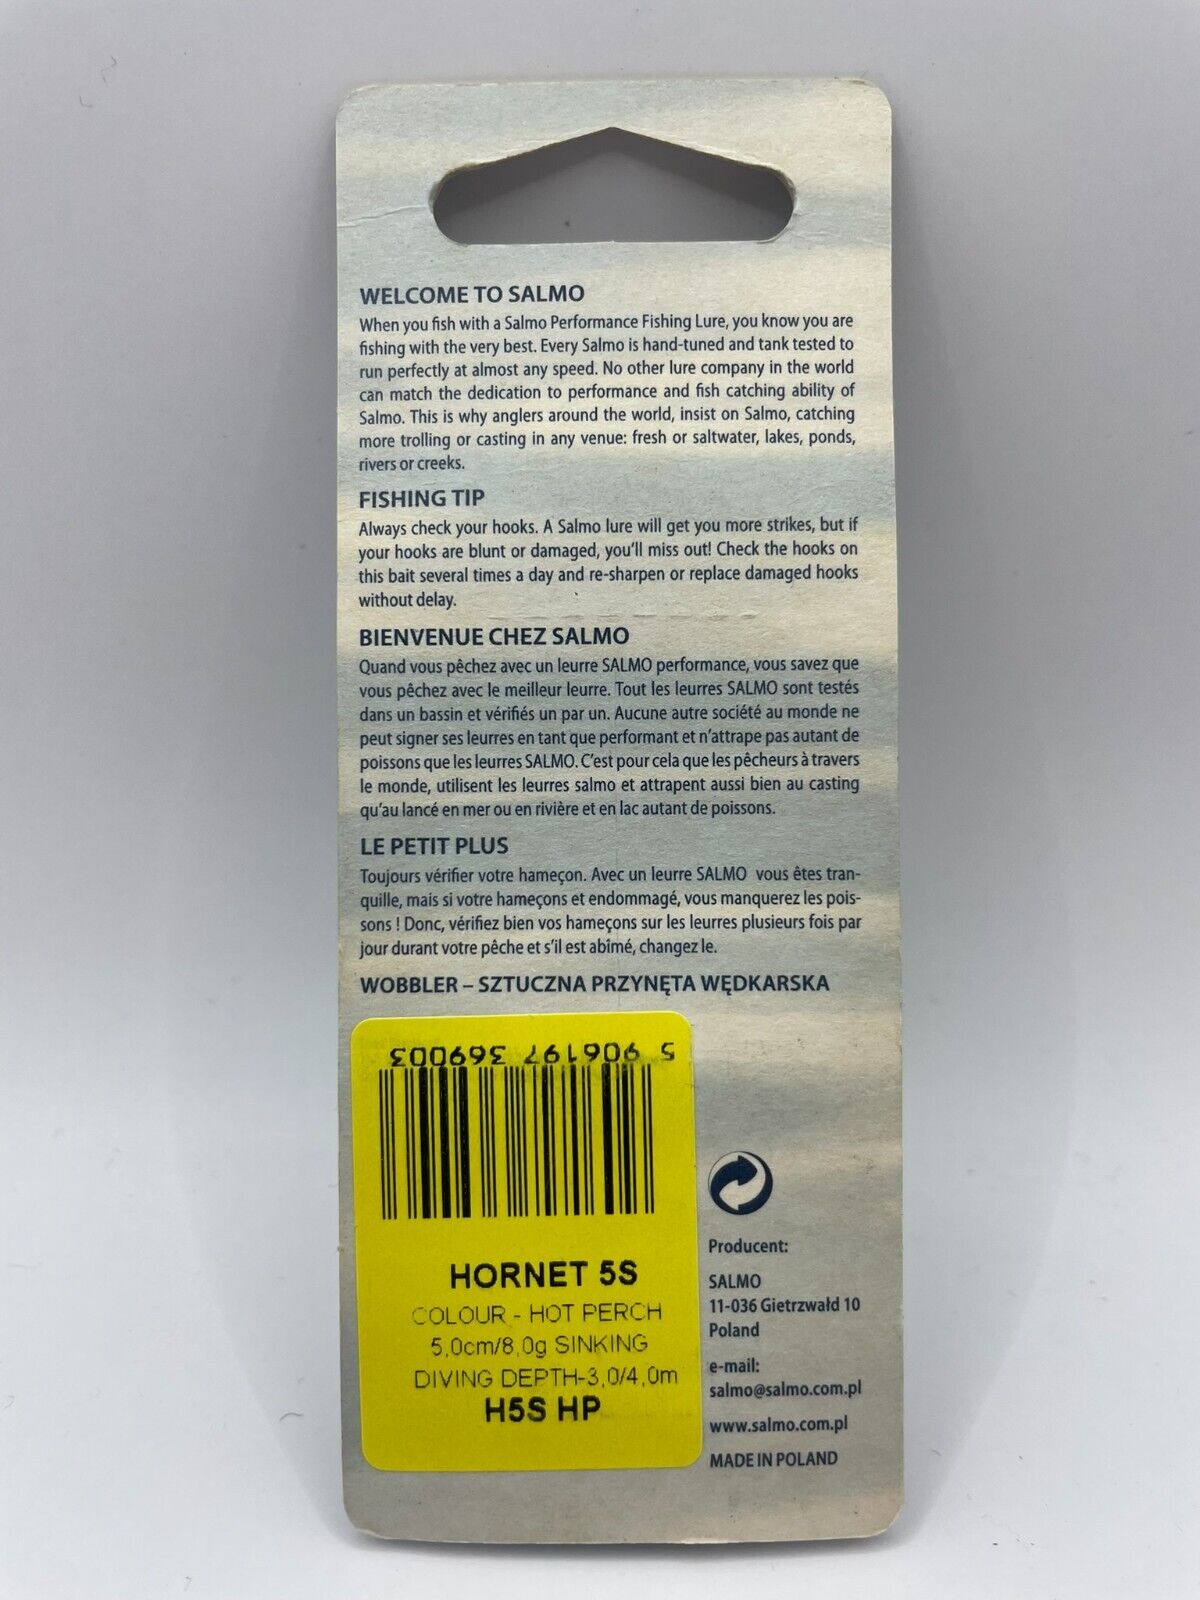 WELCOME TO SALMO
When you fish with a Salmo Performance Fishing Lure, you know you are
fishing with the very best. Every Salmo is hand-tuned and tank tested to
run perfectly at almost any speed. No other lure company in the world
can match the dedication to performance and fish catching ability of
Salmo. This is why anglers around the world, insist on Salmo, catching
more trolling or casting in any venue: fresh or saltwater, lakes, ponds,
rivers or creeks.
FISHING TIP
Always check your hooks. A Salmo lure will get you more strikes, but if
your hooks are blunt or damaged, you'll miss out! Check the hooks on
this bait several times a day and re-sharpen or replace damaged hooks
without delay.
BIENVENUE CHEZ SALMO
Quand vous pêchez avec un leurre SALMO performance, vous savez que
vous pêchez avec le meilleur leurre. Tout les leurres SALMO sont testés
dans un bassin et vérifiés un par un. Aucune autre société au monde ne
peut signer ses leurres en tant que performant et n'attrape pas autant de
poissons que les leurres SALMO. C'est pour cela que les pêcheurs à travers
le monde, utilisent les leurres salmo et attrapent aussi bien au casting
qu'au lancé en mer ou en rivière et en lac autant de poissons.
LE PETIT PLUS
Toujours vérifier votre hameçon. Avec un leurre SALMO vous êtes tran-
quille, mais si votre hameçons et endommagé, vous manquerez les pois-
sons ! Donc, vérifiez bien vos hameçons sur les leurres plusieurs fois par
jour durant votre pêche et s'il est abîmé, changez le.
WOBBLER – SZTUCZNA PRZYNĘTA WĘDKARSKA
5 906197 369003
HORNET 5S
COLOUR - HOT PERCH
5,0cm/8,0g SINKING
DIVING DEPTH-3,0/4,0m
H5S HP
Producent:
SALMO
11-036 Gietrzwałd 10
Poland
e-mail:
salmo@salmo.com.pl
www.salmo.com.pl
MADE IN POLAND